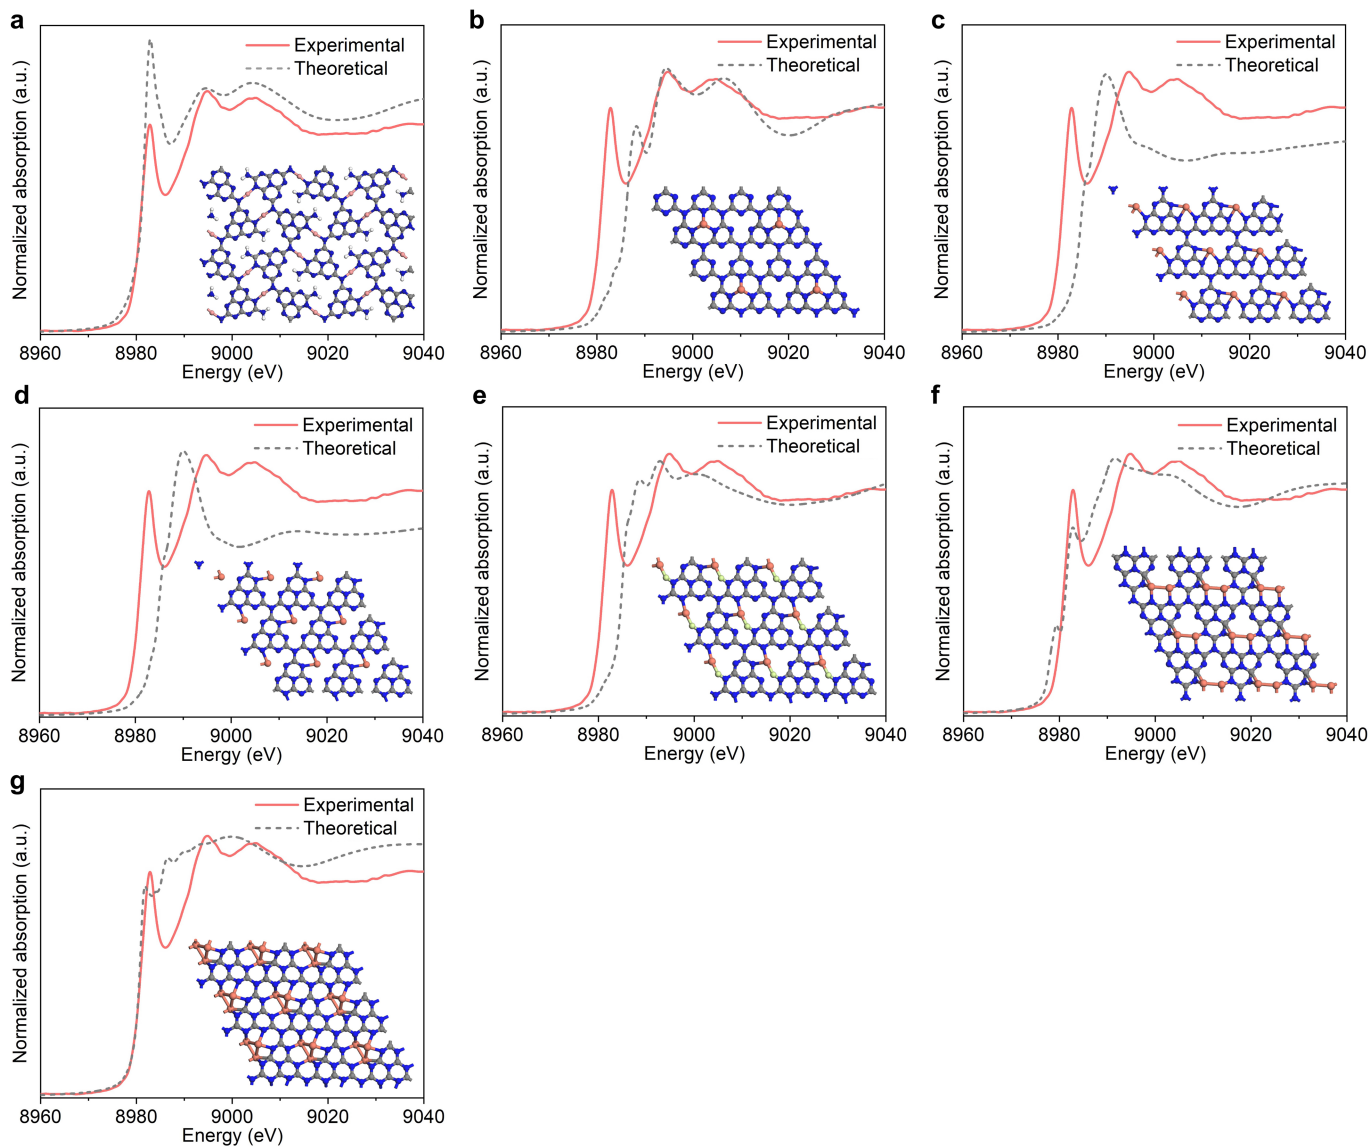 a
Experimental
Theoretical
Normalized absorption (a.u.)
8960 8980 9000 9020 9040
Energy (eV)
b
Experimental
Theoretical
Normalized absorption (a.u.)
8960 8980 9000 9020 9040
Energy (eV)
c
Experimental
Theoretical
Normalized absorption (a.u.)
8960 8980 9000 9020 9040
Energy (eV)
d
Experimental
Theoretical
Normalized absorption (a.u.)
8960 8980 9000 9020 9040
Energy (eV)
e
Experimental
Theoretical
Normalized absorption (a.u.)
8960 8980 9000 9020 9040
Energy (eV)
f
Experimental
Theoretical
Normalized absorption (a.u.)
8960 8980 9000 9020 9040
Energy (eV)
g
Experimental
Theoretical
Normalized absorption (a.u.)
8960 8980 9000 9020 9040
Energy (eV)